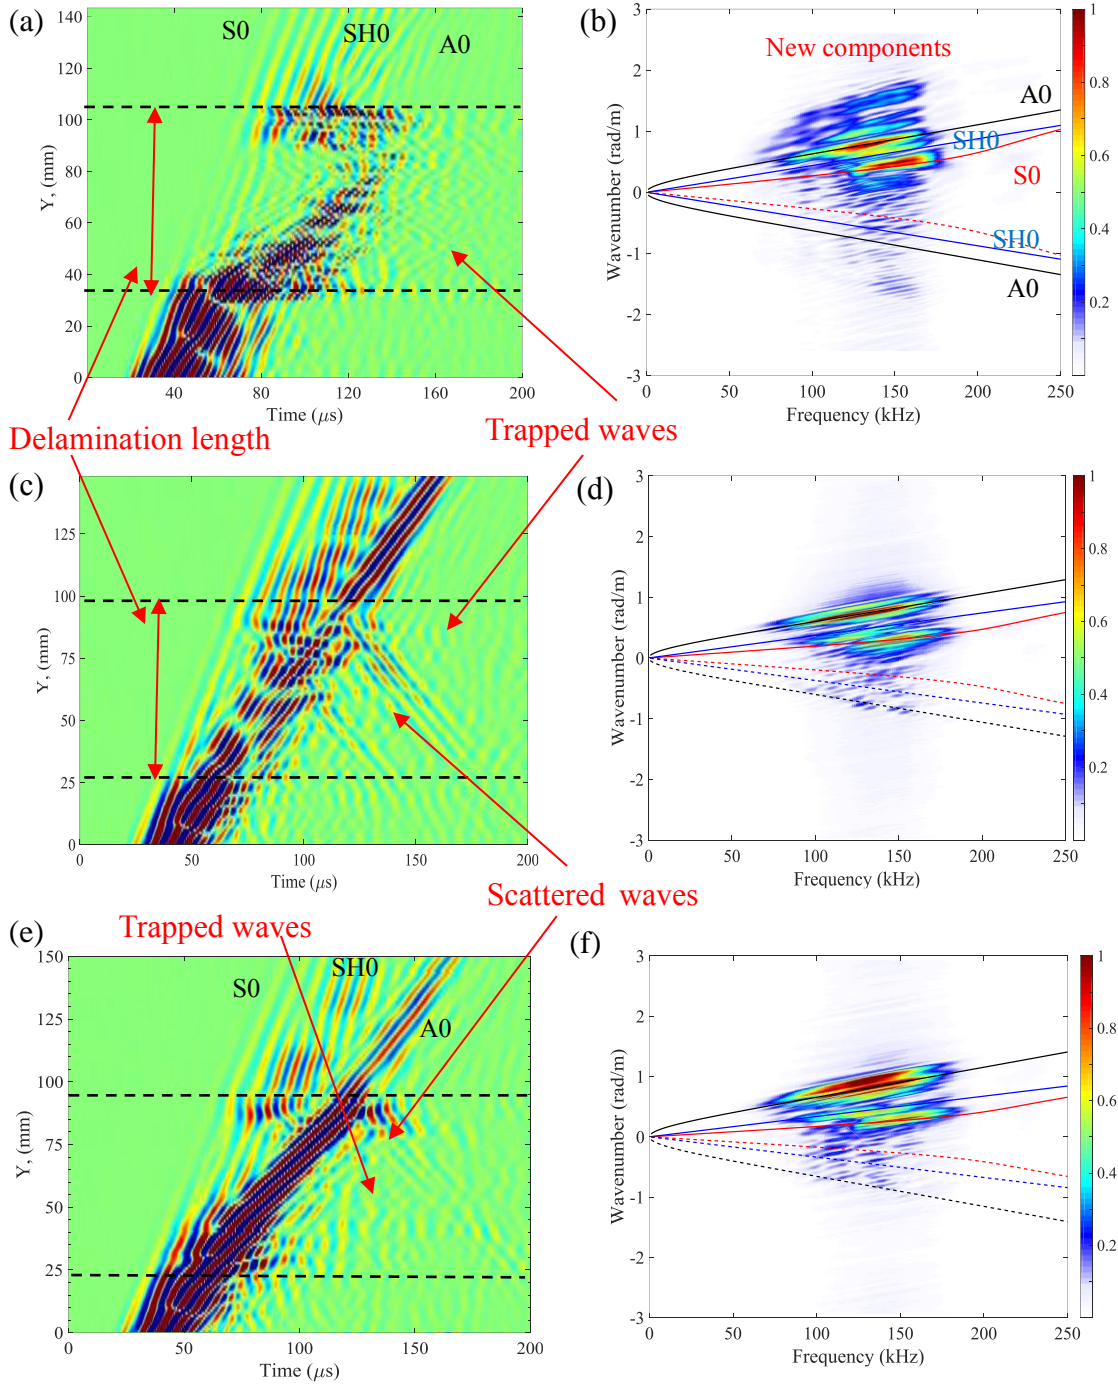 (a)
S0
SH0
A0
140
120
100
80
60
40
20
0
Y, (mm)
40
80
120
160
200
Time (μs)
(b)
New components
A0
SH0
S0
SH0
A0
3
2
1
0
-1
-2
-3
Wavenumber (rad/m)
0
50
100
150
200
250
Frequency (kHz)
1
0.8
0.6
0.4
0.2
Delamination length
Trapped waves
(c)
125
100
75
50
25
0
Y, (mm)
0
50
100
150
200
Time (μs)
(d)
3
2
1
0
-1
-2
-3
Wavenumber (rad/m)
0
50
100
150
200
250
Frequency (kHz)
1
0.8
0.6
0.4
0.2
Scattered waves
Trapped waves
(e)
S0
SH0
A0
150
125
100
75
50
25
0
Y, (mm)
0
50
100
150
200
Time (μs)
(f)
3
2
1
0
-1
-2
-3
Wavenumber (rad/m)
0
50
100
150
200
250
Frequency (kHz)
1
0.8
0.6
0.4
0.2